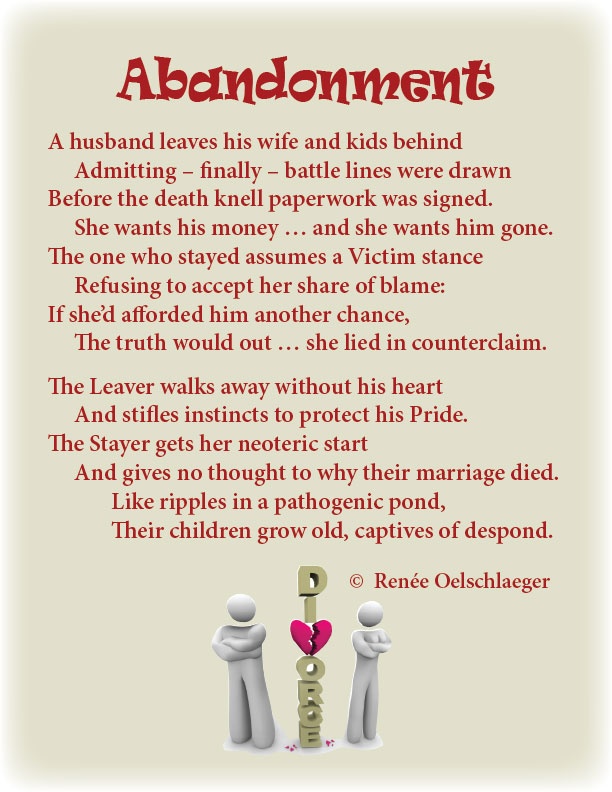 Abandonment
A husband leaves his wife and kids behind
Admitting – finally – battle lines were drawn
Before the death knell paperwork was signed.
She wants his money … and she wants him gone.
The one who stayed assumes a Victim stance
Refusing to accept her share of blame:
If she’d afforded him another chance,
The truth would out … she lied in counterclaim.
The Leaver walks away without his heart
And stifles instincts to protect his Pride.
The Stayer gets her neoteric start
And gives no thought to why their marriage died.
Like ripples in a pathogenic pond,
Their children grow old, captives of despond.
© Renée Oelschlaeger
DIORCE